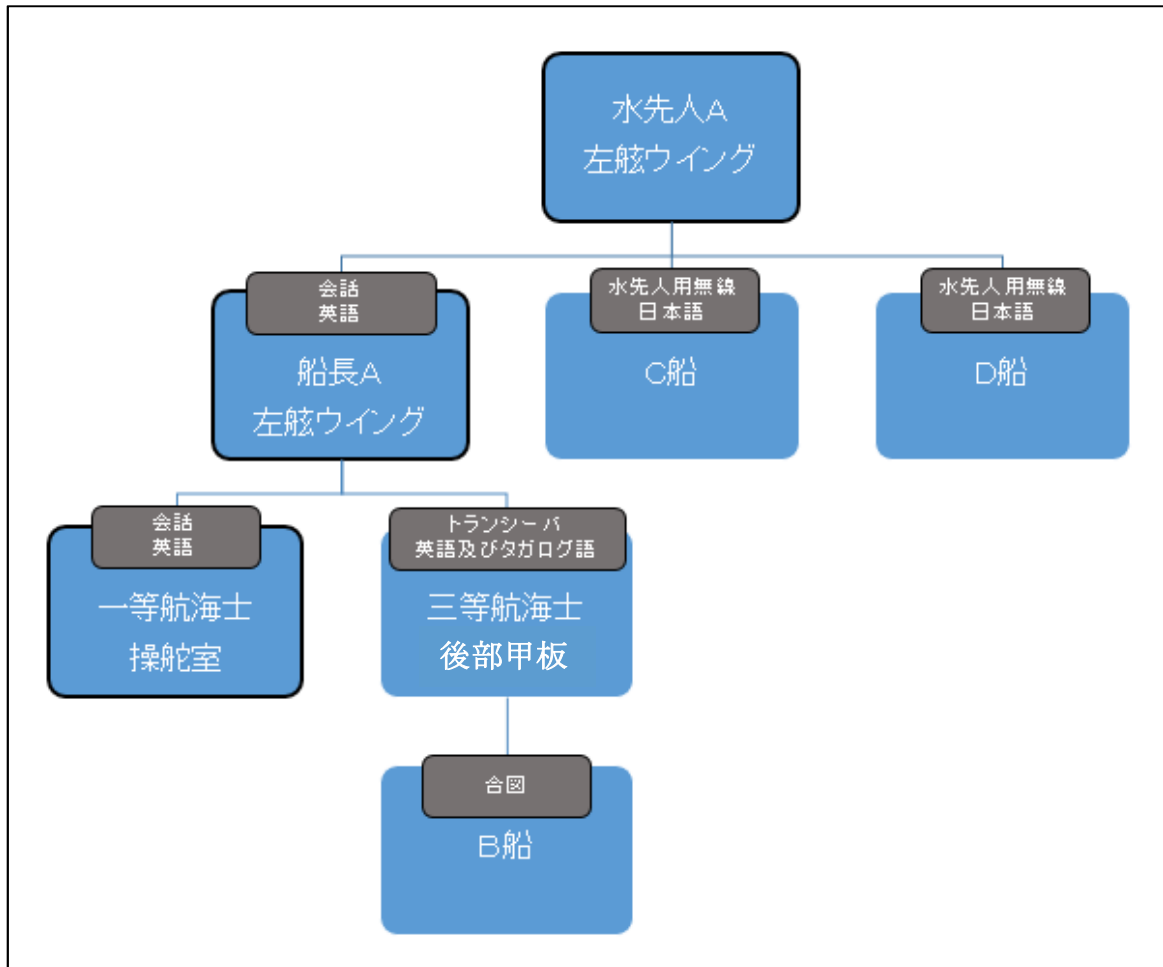 水先人A
左舷ウイング
会話
英語
船長A
左舷ウイング
水先人用無線
日本語
C船
水先人用無線
日本語
D船
会話
英語
一等航海士
操舵室
トランシーバ
英語及びタガログ語
三等航海士
後部甲板
合図
B船